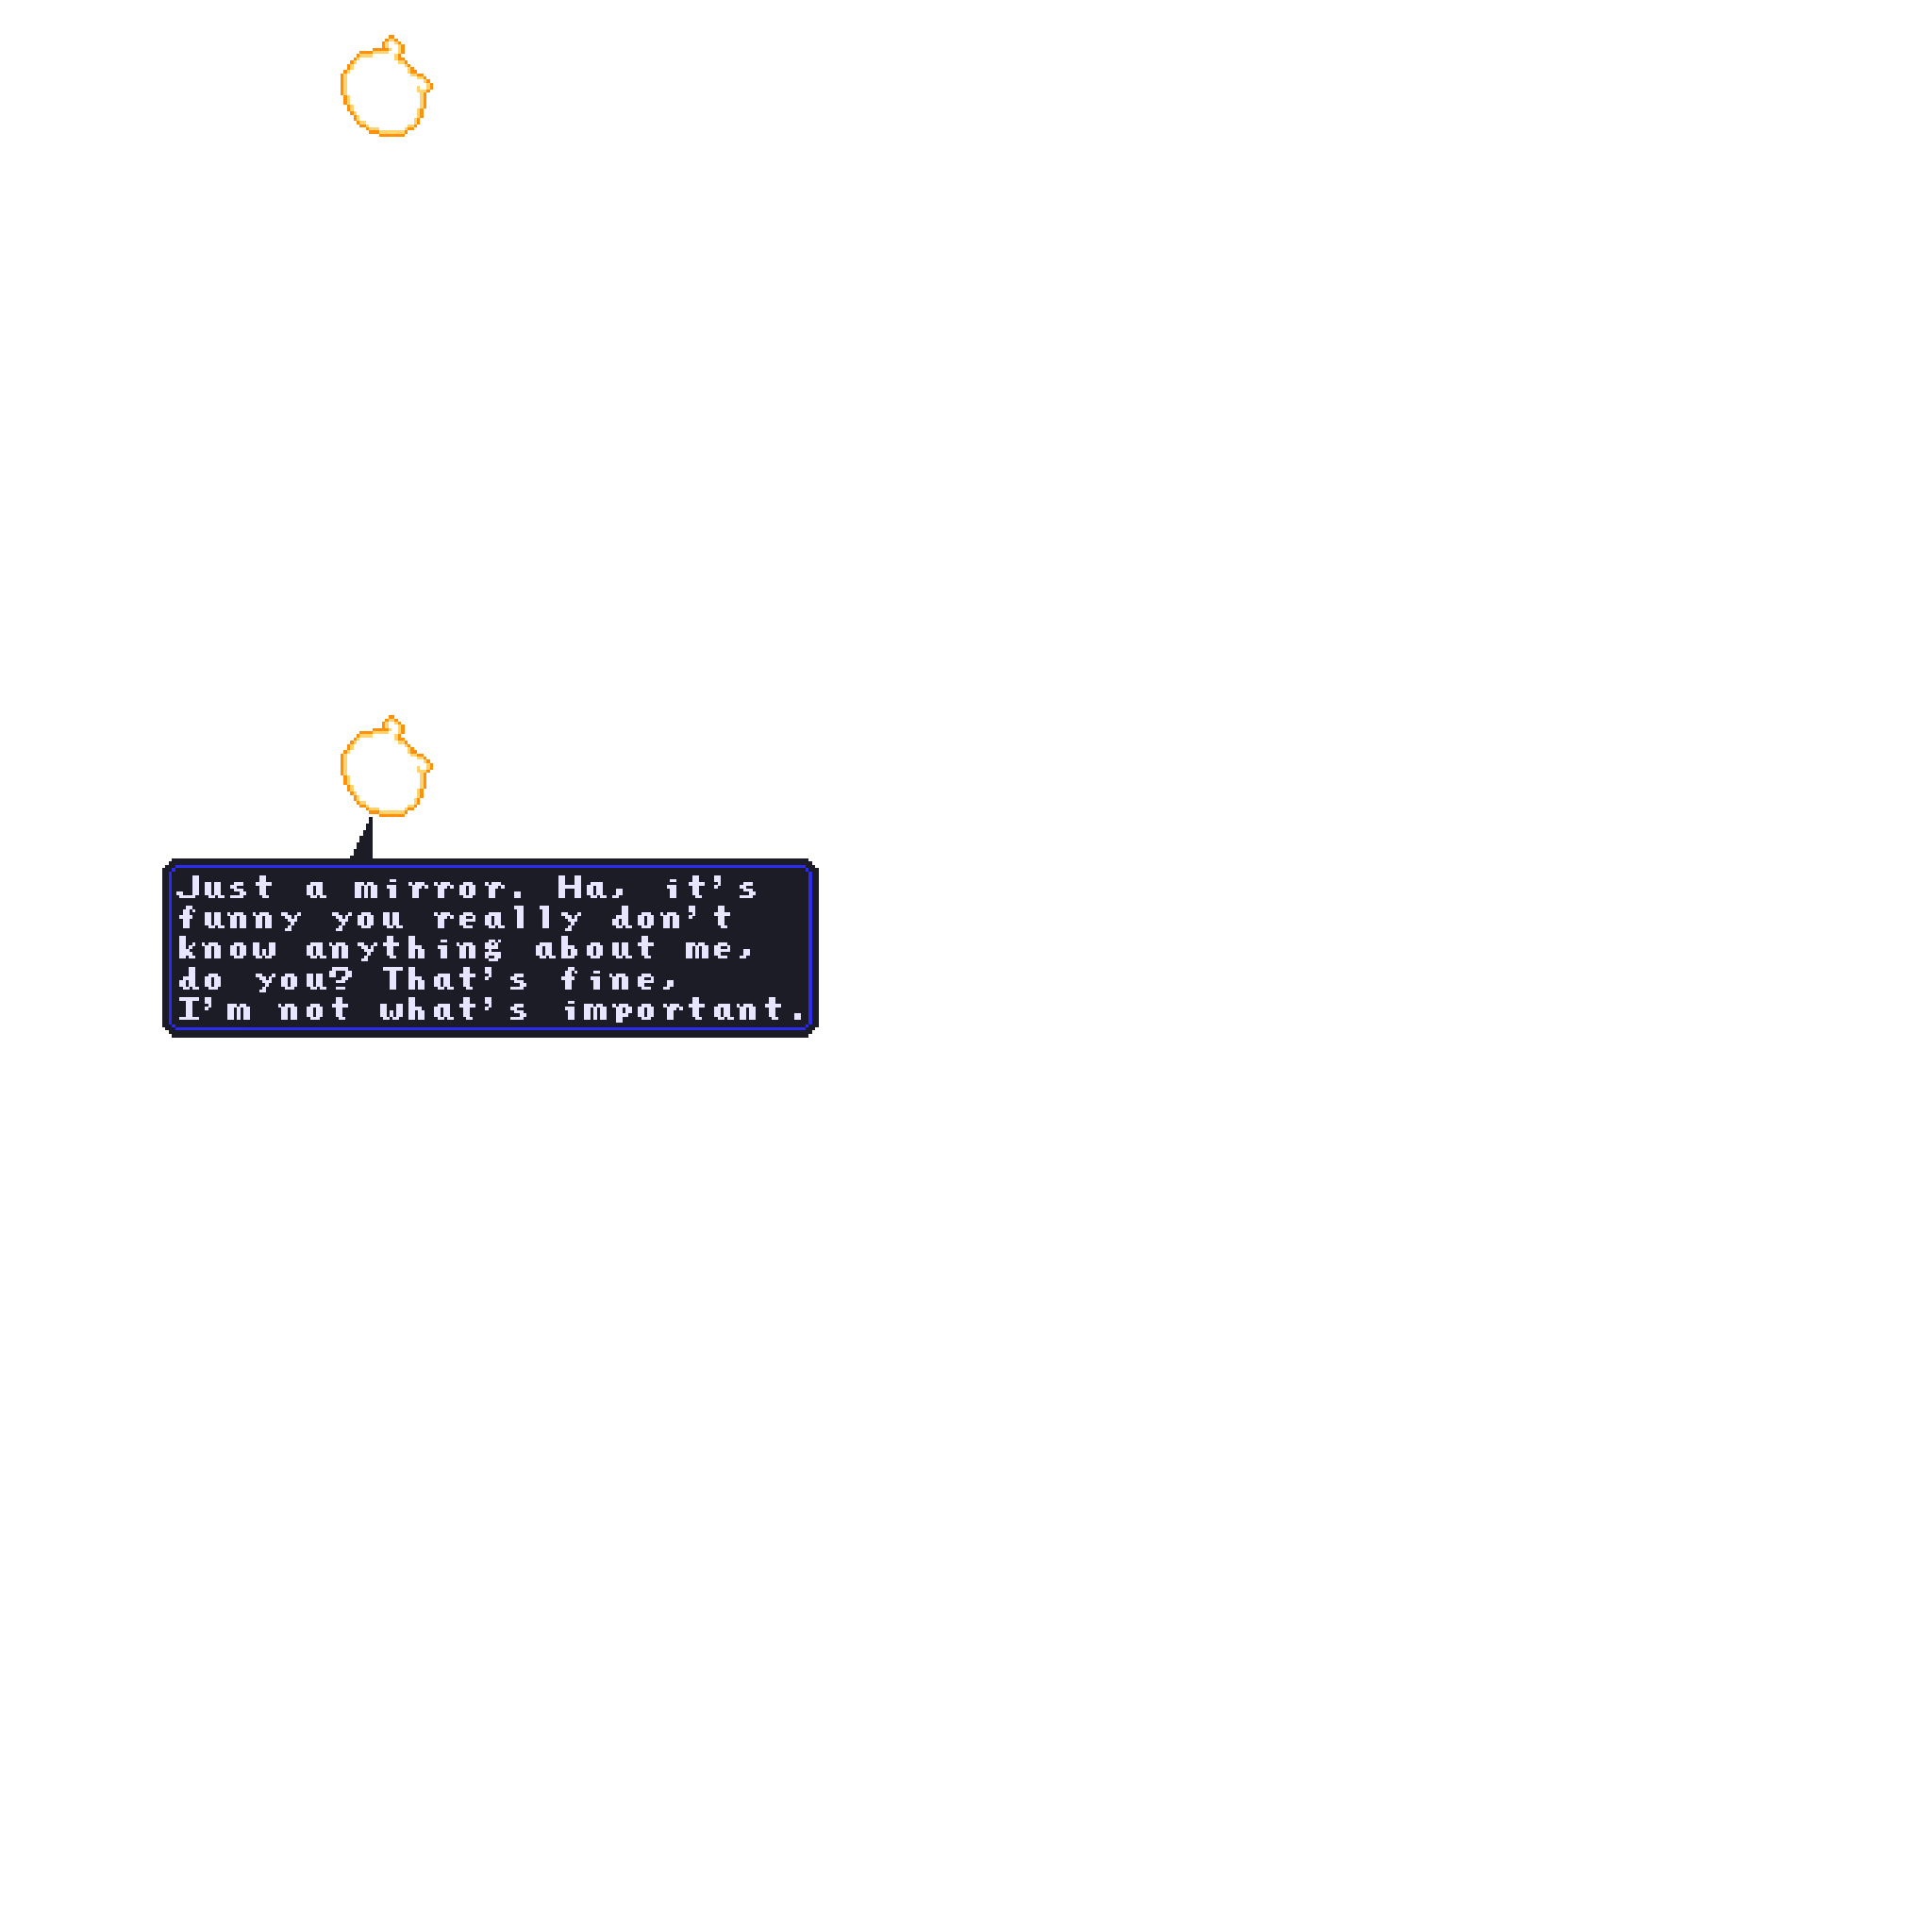 Just a mirror. Ha, it's
funny you really don't
know anything about me,
do you? That's fine,
I'm not what's important.